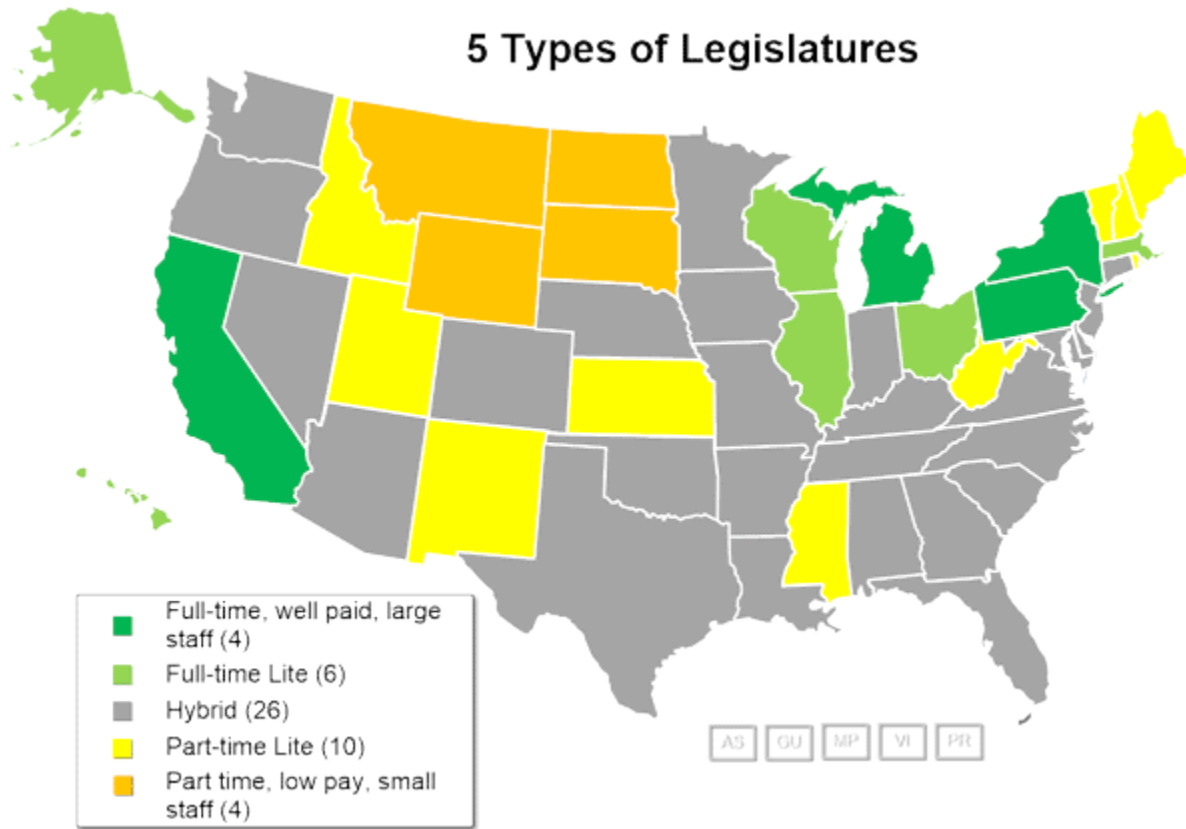 5 Types of Legislatures
Full-time, well paid, large
staff (4)
Full-time Lite (6)
Hybrid (26)
Part-time Lite (10)
Part time, low pay, small
staff (4)
AS GU MP VI PR